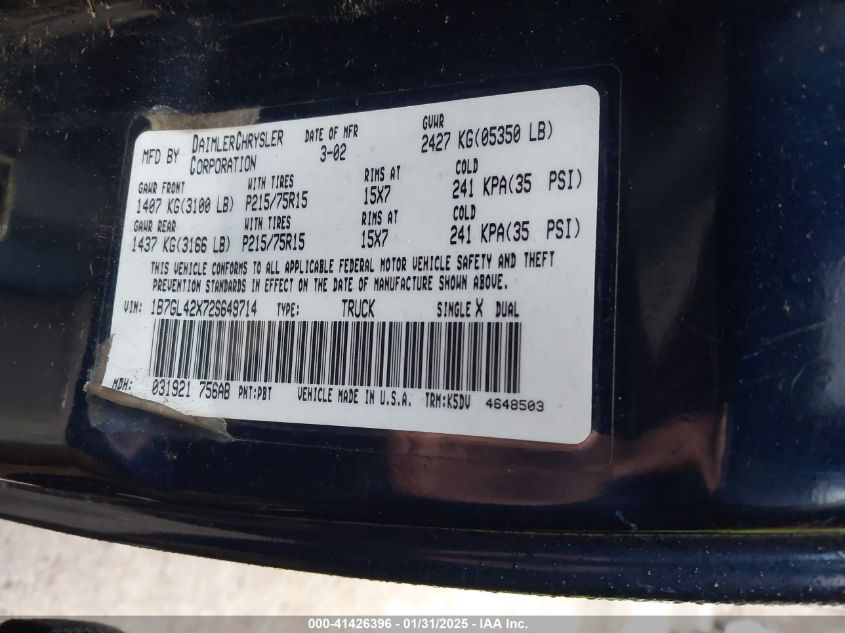 MFD BY DAIMLERCHRYSLER CORPORATION DATE OF MFR 3-02 GVWR 2427 KG(05350 LB)
GAWR FRONT WITH TIRES RIMS AT COLD
1407 KG(3100 LB) P215/75R15 15X7 241 KPA(35 PSI)
GAWR REAR WITH TIRES RIMS AT COLD
1437 KG(3166 LB) P215/75R15 15X7 241 KPA(35 PSI)
THIS VEHICLE CONFORMS TO ALL APPLICABLE FEDERAL MOTOR VEHICLE SAFETY AND THEFT
PREVENTION STANDARDS IN EFFECT ON THE DATE OF MANUFACTURE SHOWN ABOVE.
VIN: 1B7GL42X72S649714 TYPE: TRUCK SINGLE X DUAL
MDH: 031921 756AB PNT:PBT VEHICLE MADE IN U.S.A. TRM:K5DV 4648503
000-41426396 - 01/31/2025 - IAA Inc.